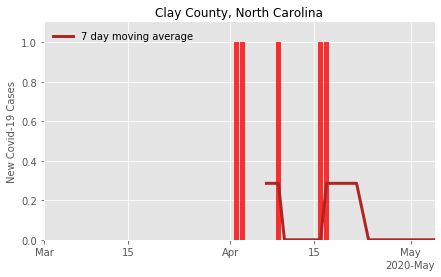 Clay County, North Carolina
7 day moving average
New Covid-19 Cases
1.0
0.8
0.6
0.4
0.2
0.0
Mar
15
Apr
15
May
2020-May